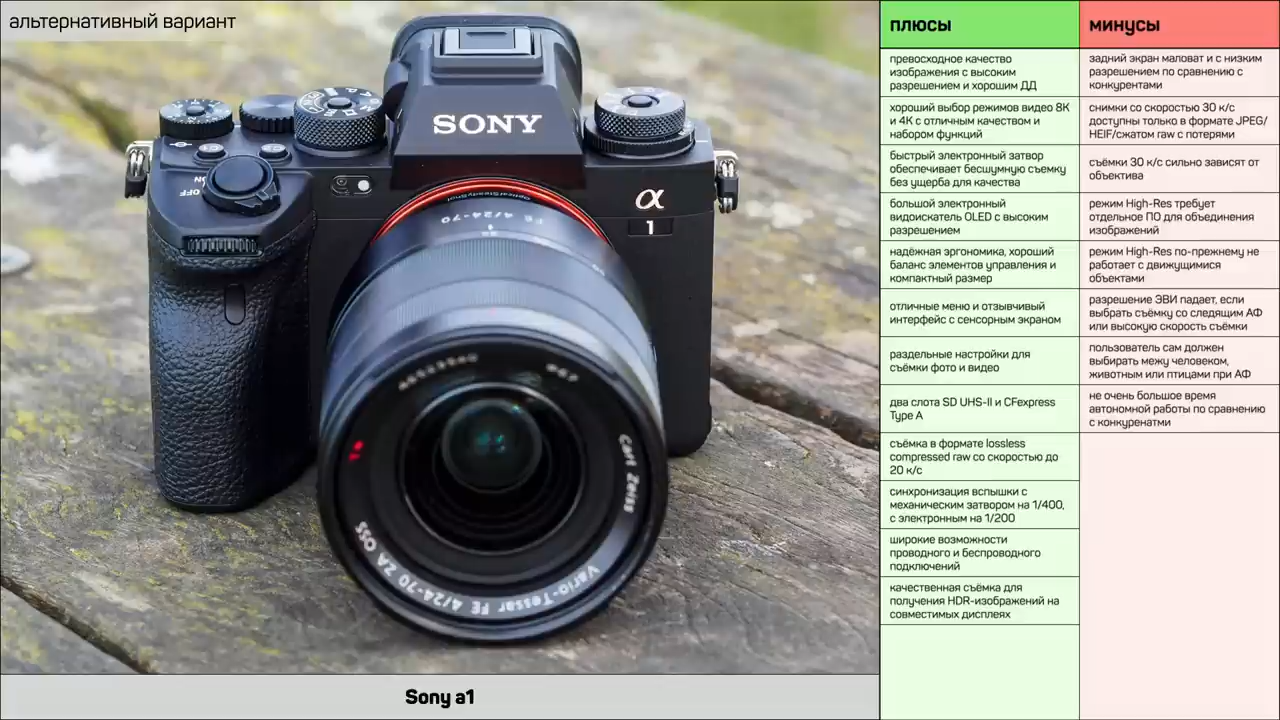 альтернативный вариант
SONY
α
1
OFF
ON
FE 4/24-70
OpticalSteadyShot
Carl Zeiss
Vario-Tessar FE 4/24-70 ZA OSS
Sony a1
плюсы
превосходное качество
изображения с высоким
разрешением и хорошим ДД
хороший выбор режимов видео 8К
и 4К с отличным качеством и
набором функций
быстрый электронный затвор
обеспечивает бесшумную съемку
без ущерба для качества
большой электронный
видоискатель OLED с высоким
разрешением
надёжная эргономика, хороший
баланс элементов управления и
компактный размер
отличные меню и отзывчивый
интерфейс с сенсорным экраном
раздельные настройки для
съёмки фото и видео
два слота SD UHS-II и CFexpress
Type A
съёмка в формате lossless
compressed raw со скоростью до
20 к/с
синхронизация вспышки с
механическим затвором на 1/400,
с электронным на 1/200
широкие возможности
проводного и беспроводного
подключений
качественная съёмка для
получения HDR-изображений на
совместимых дисплеях
минусы
задний экран маловат и с низким
разрешением по сравнению с
конкурентами
снимки со скоростью 30 к/с
доступны только в формате JPEG/
HEIF/сжатом raw с потерями
съёмки 30 к/с сильно зависят от
объектива
режим High-Res требует
отдельное ПО для объединения
изображений
режим High-Res по-прежнему не
работает с движущимися
объектами
разрешение ЭВИ падает, если
выбрать съёмку со следящим АФ
или высокую скорость съёмки
пользователь сам должен
выбирать межу человеком,
животным или птицами при АФ
не очень большое время
автономной работы по сравнению
с конкуренатми